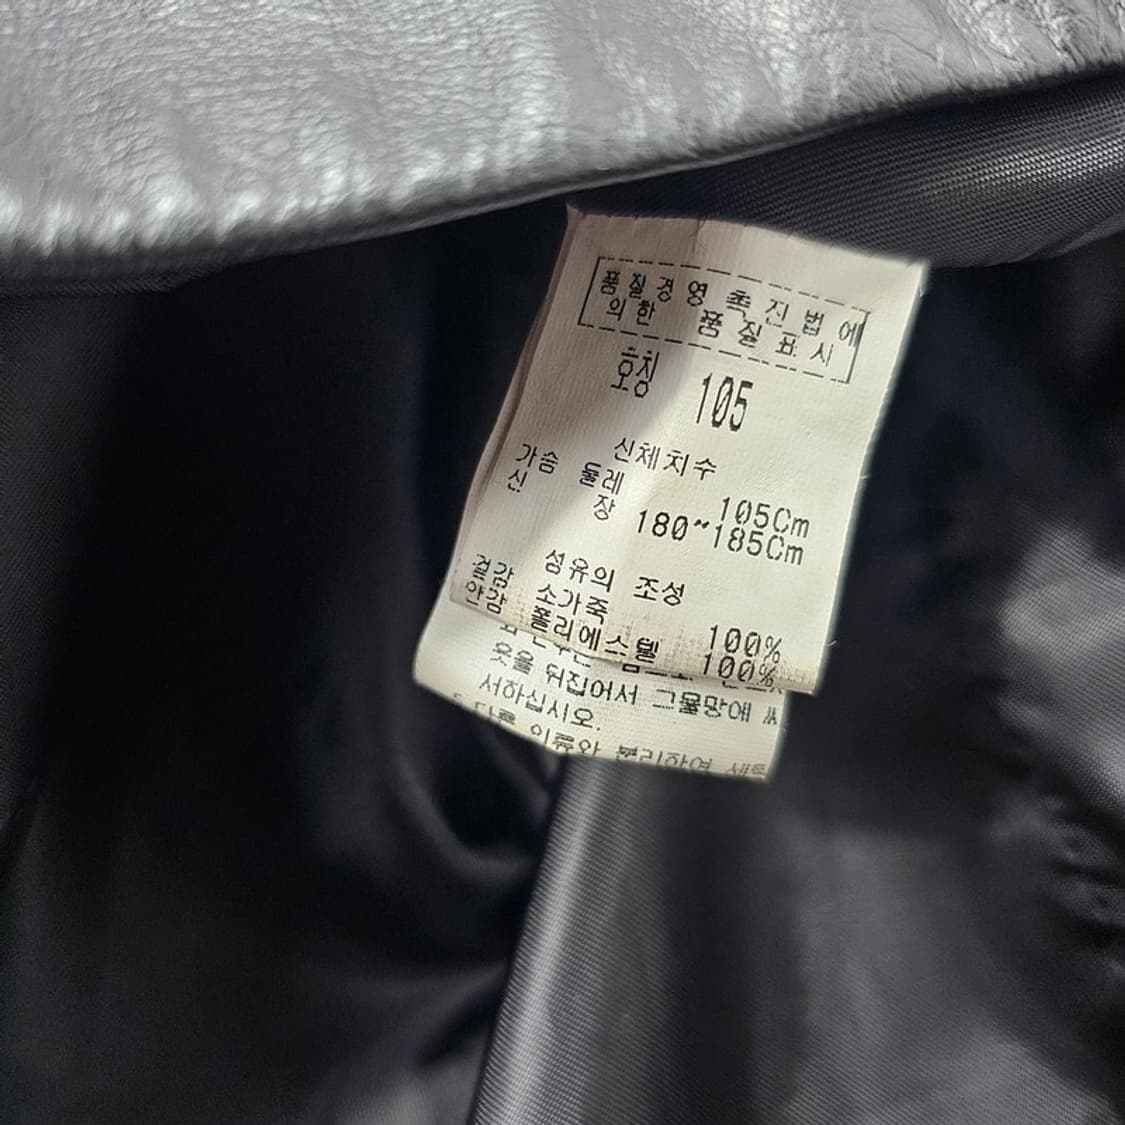 품질경영 촉진법에
의한 품질표시
호칭 105
신체치수
가슴 둘레 105Cm
신 장 180~185Cm
섬유의 조성
겉감 소가죽 100%
안감 폴리에스텔 100%
옷을 뒤집어서 그물망에
서하십시오.